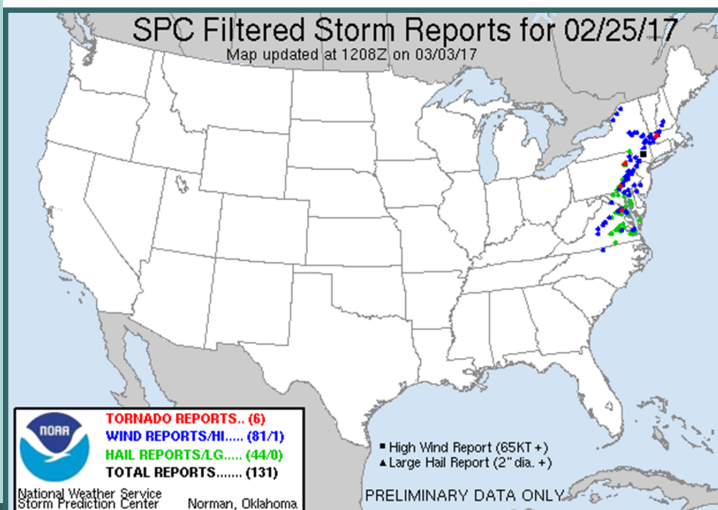 SPC Filtered Storm Reports for 02/25/17
Map updated at 1208Z on 03/03/17
NOAA
TORNADO REPORTS.. (6)
WIND REPORTS/HI..... (81/1)
HAIL REPORTS/LG..... (44/0)
TOTAL REPORTS....... (131)
National Weather Service
Storm Prediction Center Norman, Oklahoma
High Wind Report (65KT +)
Large Hail Report (2" dia. +)
PRELIMINARY DATA ONLY